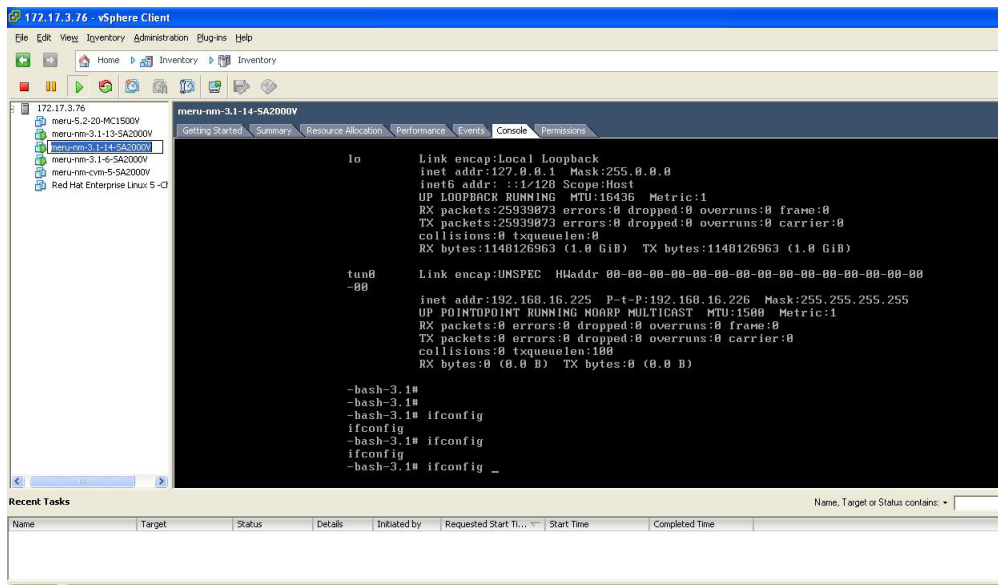 172.17.3.76 - vSphere Client
File Edit View Inventory Administration Plug-ins Help
Home Inventory Inventory
172.17.3.76
meru-5.2-20-MC1500V
meru-nm-3.1-13-SA2000V
meru-nm-3.1-14-SA2000V
meru-nm-3.1-6-SA2000V
meru-nm-cvm-5-SA2000V
Red Hat Enterprise Linux 5 -Cl
meru-nm-3.1-14-SA2000V
Getting Started Summary Resource Allocation Performance Events Console Permissions
lo Link encap:Local Loopback
inet addr:127.0.0.1 Mask:255.0.0.0
inet6 addr: ::1/128 Scope:Host
UP LOOPBACK RUNNING MTU:16436 Metric:1
RX packets:25939073 errors:0 dropped:0 overruns:0 frame:0
TX packets:25939073 errors:0 dropped:0 overruns:0 carrier:0
collisions:0 txqueuelen:0
RX bytes:1148126963 (1.0 GiB) TX bytes:1148126963 (1.0 GiB)
tun0 Link encap:UNSPEC HWaddr 00-00-00-00-00-00-00-00-00-00-00-00-00-00-00
-00
inet addr:192.168.16.225 P-t-P:192.168.16.226 Mask:255.255.255.255
UP POINTOPOINT RUNNING NOARP MULTICAST MTU:1500 Metric:1
RX packets:0 errors:0 dropped:0 overruns:0 frame:0
TX packets:0 errors:0 dropped:0 overruns:0 carrier:0
collisions:0 txqueuelen:100
RX bytes:0 (0.0 B) TX bytes:0 (0.0 B)
-bash-3.1#
-bash-3.1#
-bash-3.1# ifconfig
ifconfig
-bash-3.1# ifconfig
ifconfig
-bash-3.1# ifconfig _
Recent Tasks
Name, Target or Status contains:
Name Target Status Details Initiated by Requested Start Ti... Start Time Completed Time